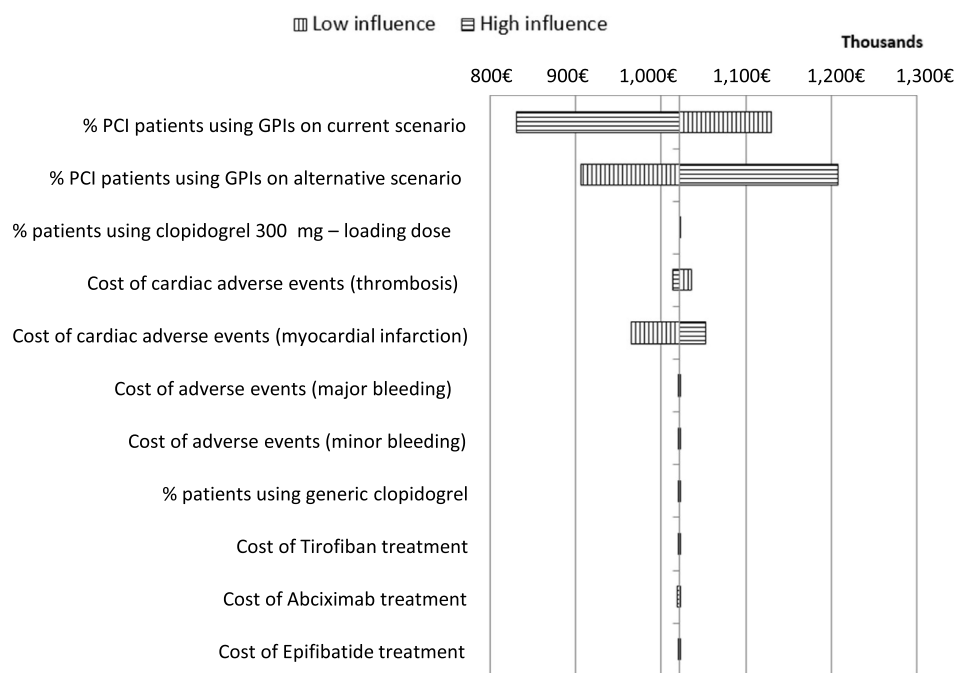 Low influence High influence
Thousands
800€ 900€ 1,000€ 1,100€ 1,200€ 1,300€
% PCI patients using GPIs on current scenario
% PCI patients using GPIs on alternative scenario
% patients using clopidogrel 300 mg – loading dose
Cost of cardiac adverse events (thrombosis)
Cost of cardiac adverse events (myocardial infarction)
Cost of adverse events (major bleeding)
Cost of adverse events (minor bleeding)
% patients using generic clopidogrel
Cost of Tirofiban treatment
Cost of Abciximab treatment
Cost of Epifibatide treatment